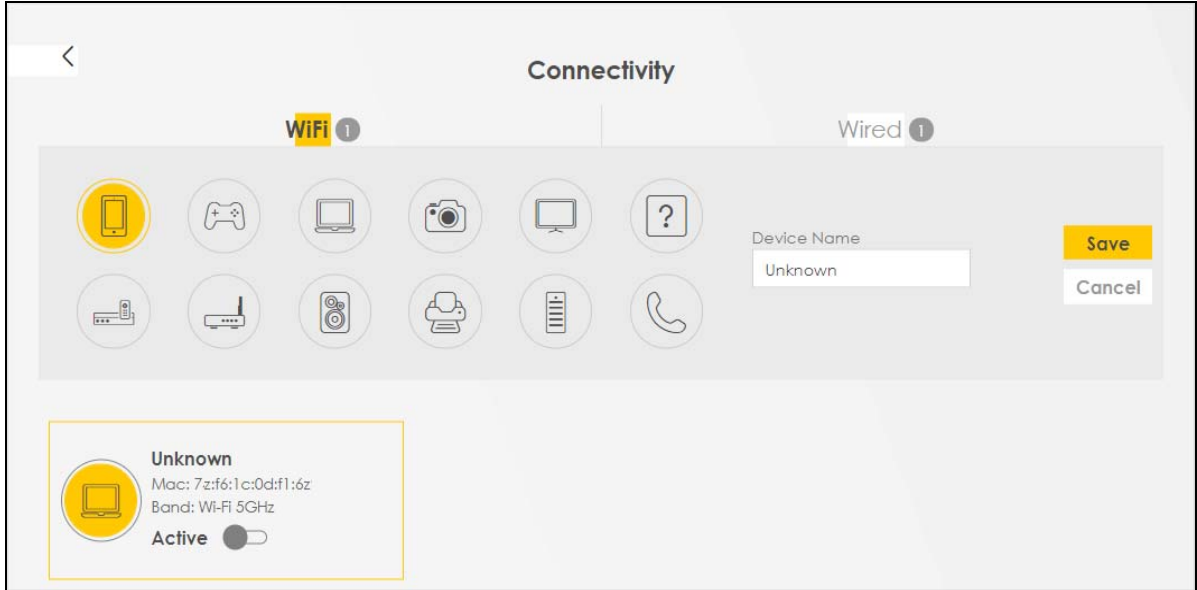 Connectivity
WiFi 1
Wired 1
?
Device Name
Unknown
Save
Cancel
Unknown
Mac: 7z:f6:1c:0d:f1:6z
Band: Wi-Fi 5GHz
Active